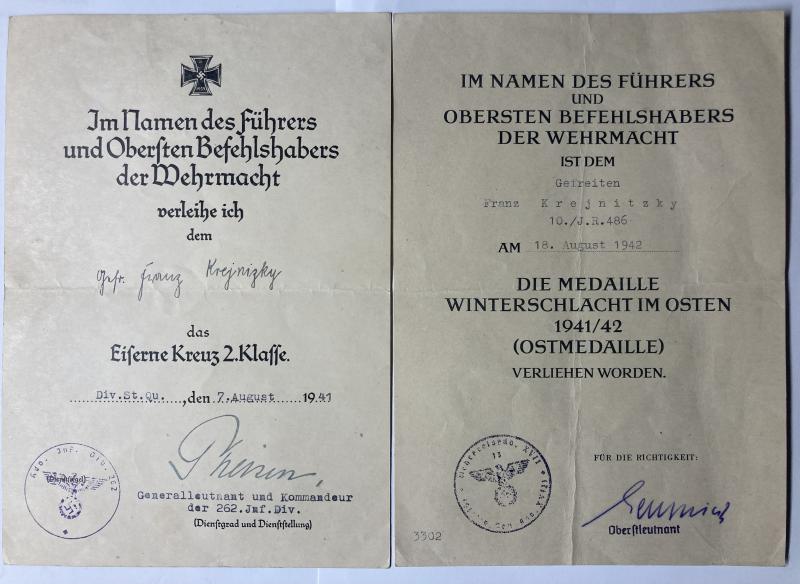 Im Namen des Führers
und Obersten Befehlshabers
der Wehrmacht
verleihe ich
dem
Gefr. Franz Krejnizky
das
Eiserne Kreuz 2. Klasse.
Div.St.Qu. , den 7. August 1941
Generalleutnant und Kommandeur
der 262.Jnf.Div.
(Dienstgrad und Dienststellung)
(Dienstsiegel)
IM NAMEN DES FÜHRERS
UND
OBERSTEN BEFEHLSHABERS
DER WEHRMACHT
IST DEM
Gefreiten
Franz Krejnitzky
10./J.R.486
AM 18. August 1942
DIE MEDAILLE
WINTERSCHLACHT IM OSTEN
1941/42
(OSTMEDAILLE)
VERLIEHEN WORDEN.
FÜR DIE RICHTIGKEIT:
Oberstleutnant
3302